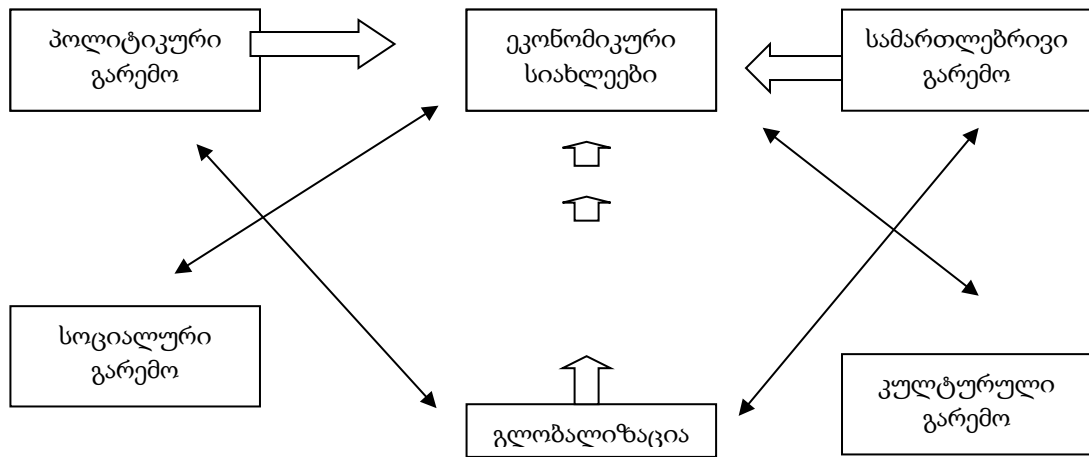 პოლიტიკური
გარემო
ეკონომიკური
სიახლეები
სამართლებრივი
გარემო
სოციალური
გარემო
გლობალიზაცია
კულტურული
გარემო